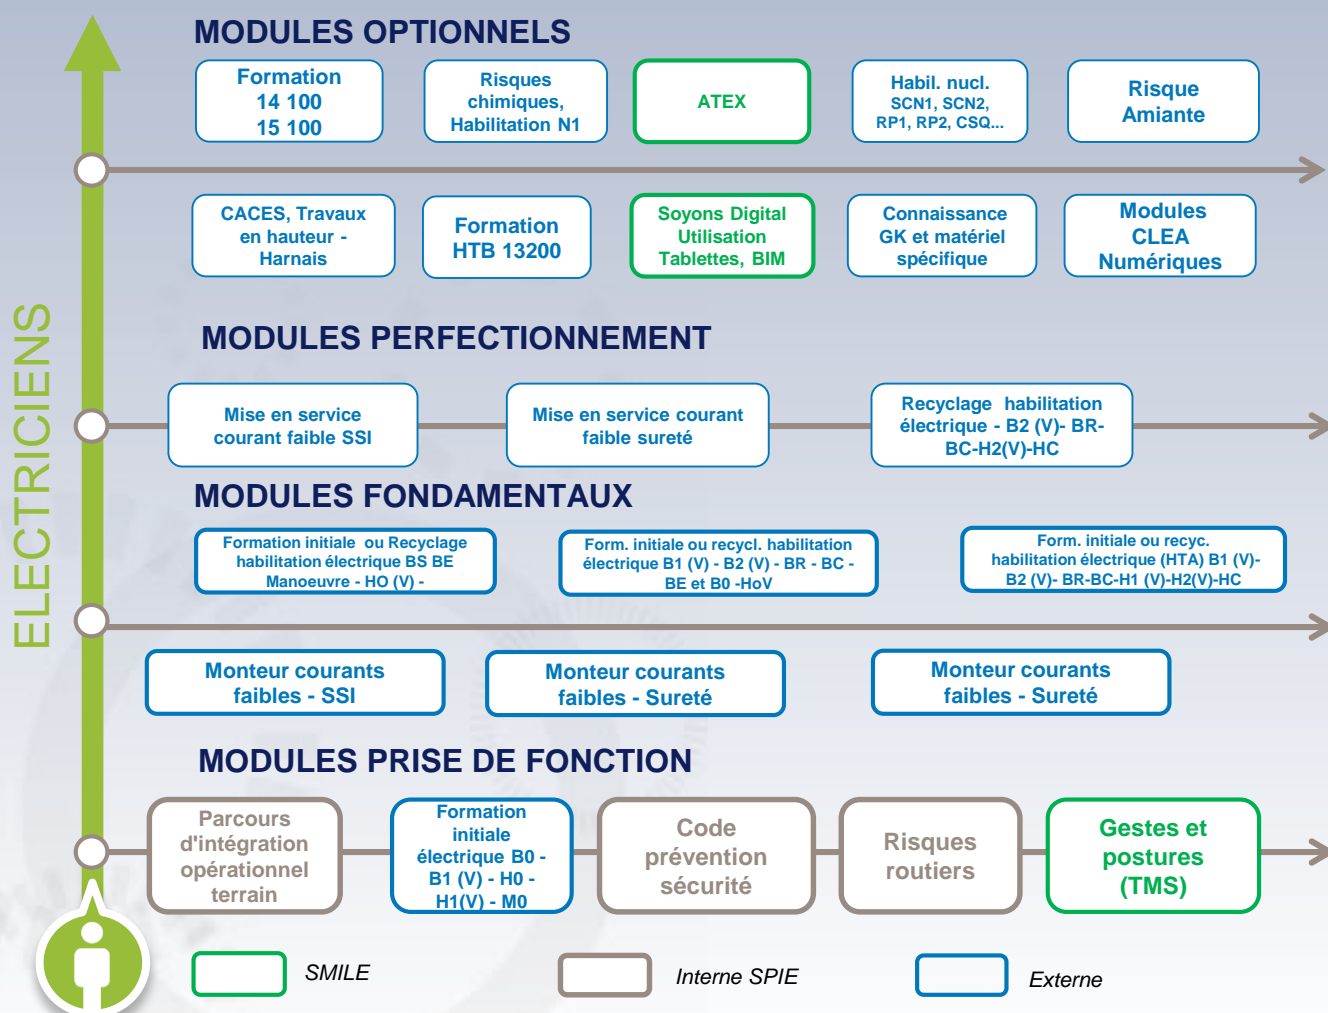 ELECTRICIENS
MODULES OPTIONNELS
Formation
14 100
15 100
Risques
chimiques,
Habilitation N1
ATEX
Habil. nucl.
SCN1, SCN2,
RP1, RP2, CSQ...
Risque
Amiante
CACES, Travaux
en hauteur -
Harnais
Formation
HTB 13200
Soyons Digital
Utilisation
Tablettes, BIM
Connaissance
GK et matériel
spécifique
Modules
CLEA
Numériques
MODULES PERFECTIONNEMENT
Mise en service
courant faible SSI
Mise en service courant
faible sureté
Recyclage habilitation
électrique - B2 (V)- BR-
BC-H2(V)-HC
MODULES FONDAMENTAUX
Formation initiale ou Recyclage
habilitation électrique BS BE
Manoeuvre - HO (V) -
Form. initiale ou recycl. habilitation
électrique B1 (V) - B2 (V) - BR - BC -
BE et B0 -HoV
Form. initiale ou recyc.
habilitation électrique (HTA) B1 (V)-
B2 (V)- BR-BC-H1 (V)-H2(V)-HC
Monteur courants
faibles - SSI
Monteur courants
faibles - Sureté
Monteur courants
faibles - Sureté
MODULES PRISE DE FONCTION
Parcours
d'intégration
opérationnel
terrain
Formation
initiale
électrique B0 -
B1 (V) - H0 -
H1(V) - M0
Code
prévention
sécurité
Risques
routiers
Gestes et
postures
(TMS)
SMILE
Interne SPIE
Externe